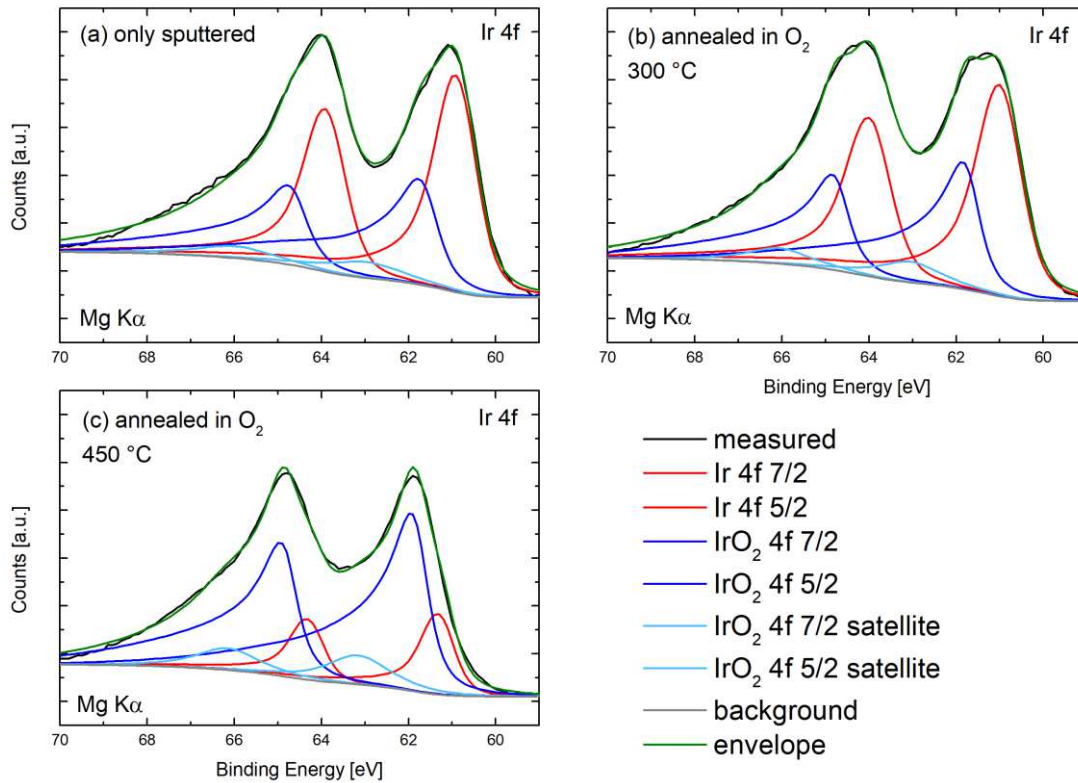 (a) only sputtered
Ir 4f
Counts [a.u.]
Mg Kα
70 68 66 64 62 60
(b) annealed in O₂
300 °C
Ir 4f
Mg Kα
70 68 66 64 62 60
Binding Energy [eV]
(c) annealed in O₂
450 °C
Ir 4f
Counts [a.u.]
Mg Kα
70 68 66 64 62 60
Binding Energy [eV]
measured
Ir 4f 7/2
Ir 4f 5/2
IrO₂ 4f 7/2
IrO₂ 4f 5/2
IrO₂ 4f 7/2 satellite
IrO₂ 4f 5/2 satellite
background
envelope